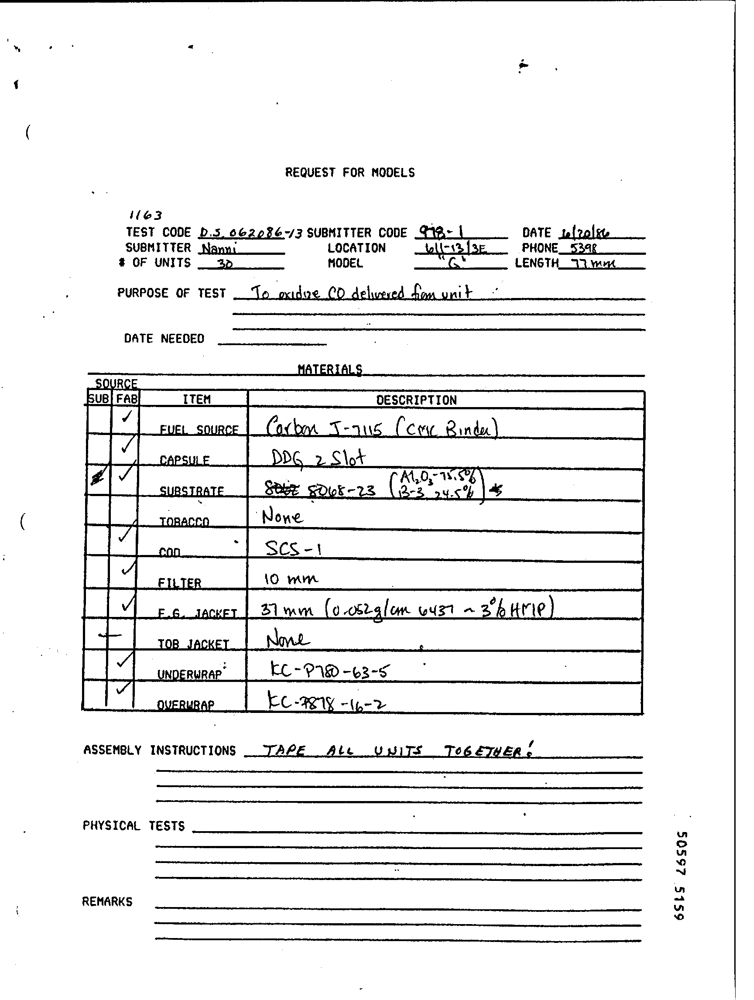 REQUEST FOR MODELS
1163
TEST CODE D.S. 062086-13 SUBMITTER CODE 978-1 DATE 6/20/86
SUBMITTER Nanni LOCATION 611-13/3E PHONE 5398
# OF UNITS 30 MODEL "G" LENGTH 77 mm
PURPOSE OF TEST To oxidize CO delivered from unit
DATE NEEDED
MATERIALS
SOURCE
SUB FAB ITEM DESCRIPTION
✓ FUEL SOURCE Carbon J-7115 (CMC Binder)
✓ CAPSULE DDG 2 Slot
✓ SUBSTRATE 8068-23 (Al2O3-75.5% B-3 24.5%)
TOBACCO None
✓ COD SCS-1
✓ FILTER 10 mm
✓ F.G. JACKET 37 mm (0.052g/cm 6437 ~ 3% HMP)
TOB JACKET None
✓ UNDERWRAP KC-P780-63-5
✓ OVERWRAP KC-7878-16-2
ASSEMBLY INSTRUCTIONS TAPE ALL UNITS TOGETHER!
PHYSICAL TESTS
REMARKS
50597 5159